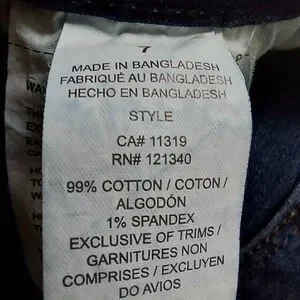 7
MADE IN BANGLADESH
FABRIQUÉ AU BANGLADESH
HECHO EN BANGLADESH
STYLE
CA# 11319
RN# 121340
99% COTTON / COTON /
ALGODÓN
1% SPANDEX
EXCLUSIVE OF TRIMS /
GARNITURES NON
COMPRISES / EXCLUYEN
DO AVIOS